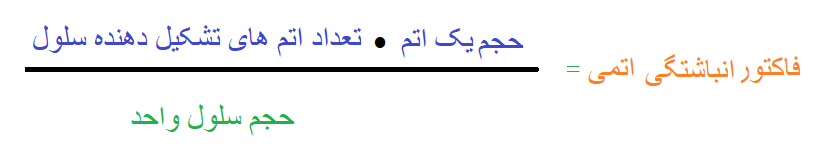 حجم یک اتم • تعداد اتم های تشکیل دهنده سلول
فاکتور انباشتگی اتمی =
حجم سلول واحد